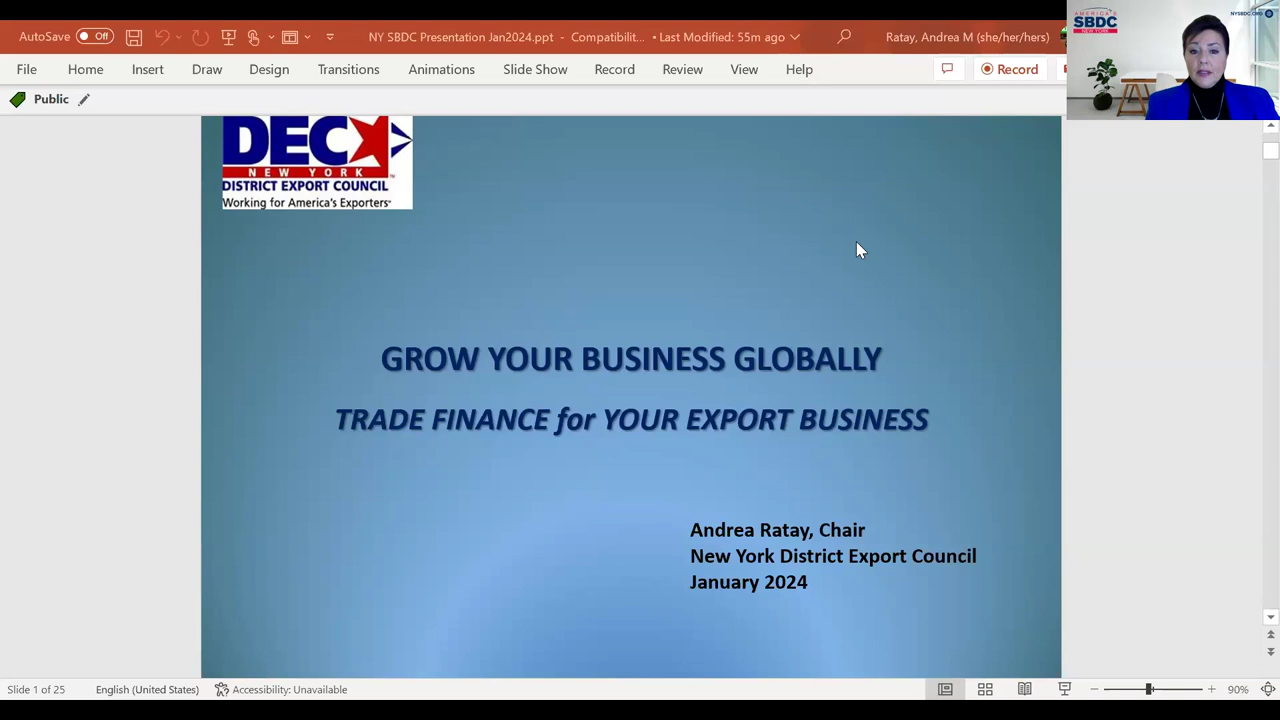 AutoSave Off NY SBDC Presentation Jan2024.ppt - Compatibilit... • Last Modified: 55m ago Ratay, Andrea M (she/her/hers)
AMERICA'S
SBDC
NEW YORK
NYSBDC.ORG
File Home Insert Draw Design Transitions Animations Slide Show Record Review View Help Record
Public
DEC
NEW YORK
DISTRICT EXPORT COUNCIL
Working for America's Exporters
GROW YOUR BUSINESS GLOBALLY
TRADE FINANCE for YOUR EXPORT BUSINESS
Andrea Ratay, Chair
New York District Export Council
January 2024
Slide 1 of 25 English (United States) Accessibility: Unavailable 90%